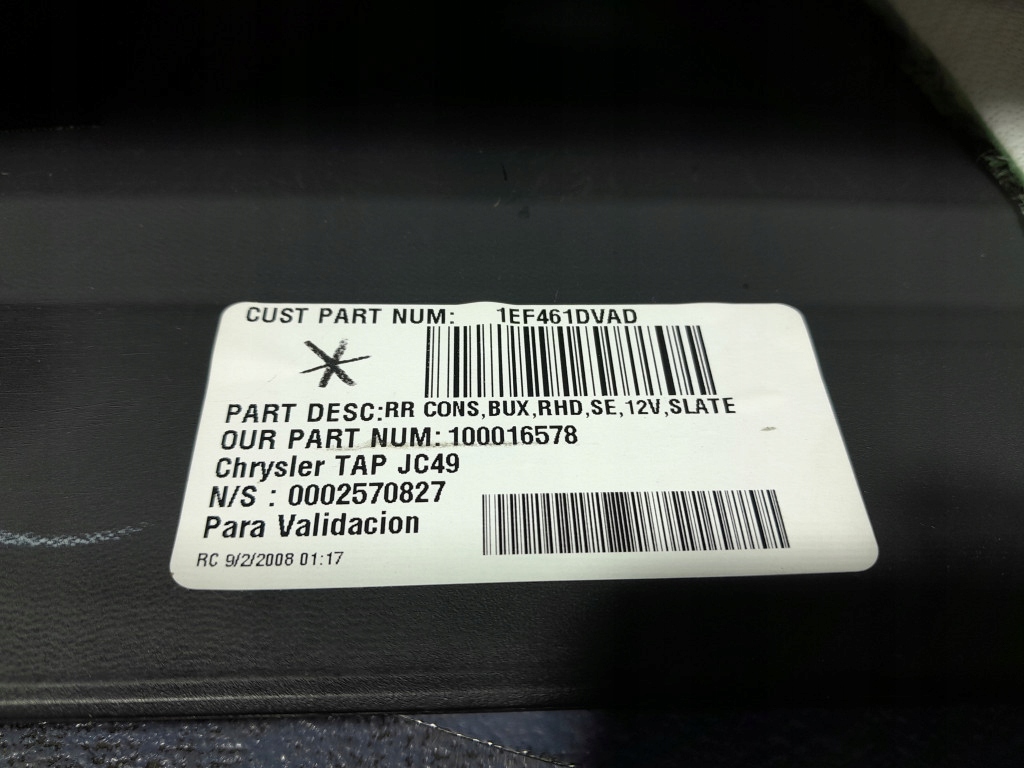 CUST PART NUM: 1EF461DVAD
PART DESC:RR CONS,BUX,RHD,SE,12V,SLATE
OUR PART NUM:100016578
Chrysler TAP JC49
N/S : 0002570827
Para Validacion
RC 9/2/2008 01:17